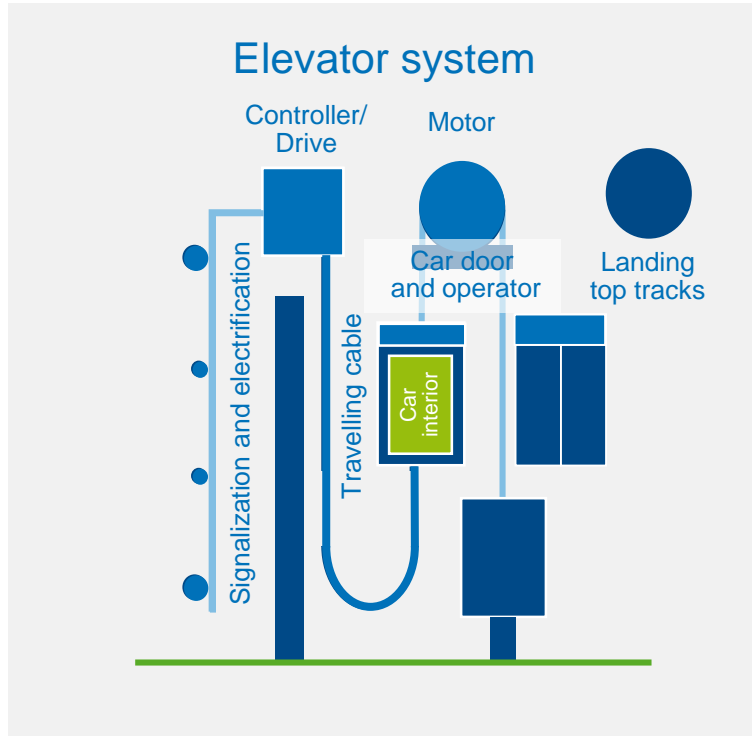 Elevator system
Controller/
Drive
Motor
Car door
and operator
Landing
top tracks
Signalization and electrification
Travelling cable
Car
interior